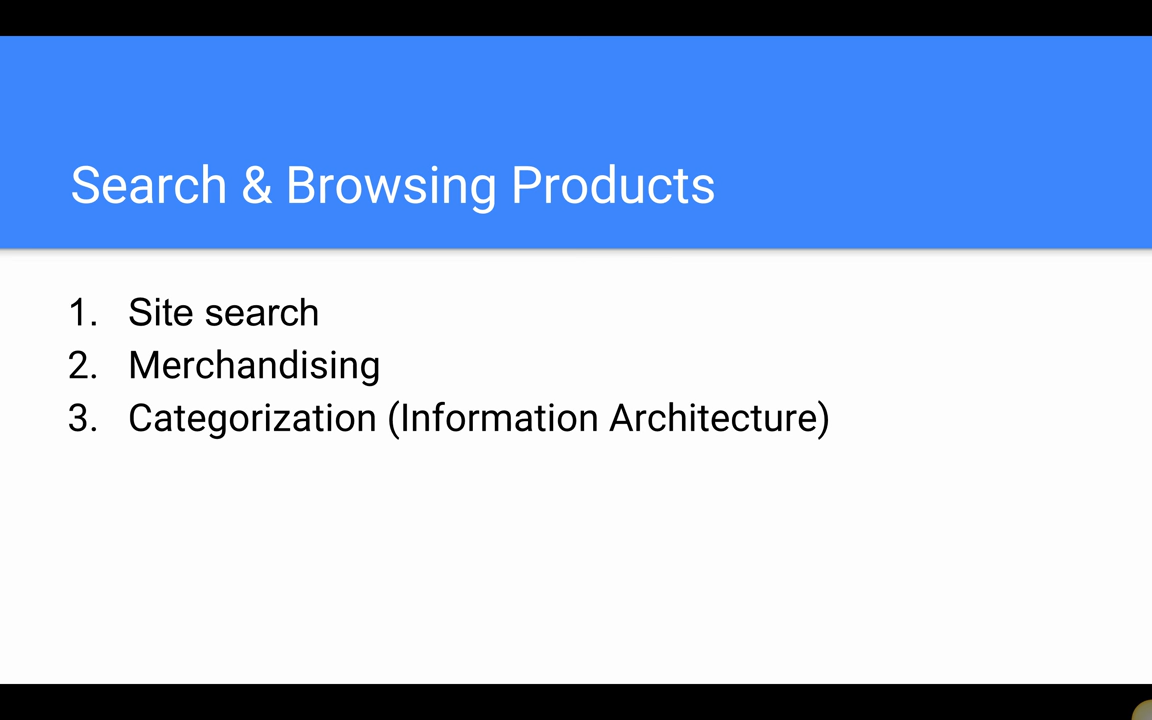 Search & Browsing Products
1. Site search
2. Merchandising
3. Categorization (Information Architecture)